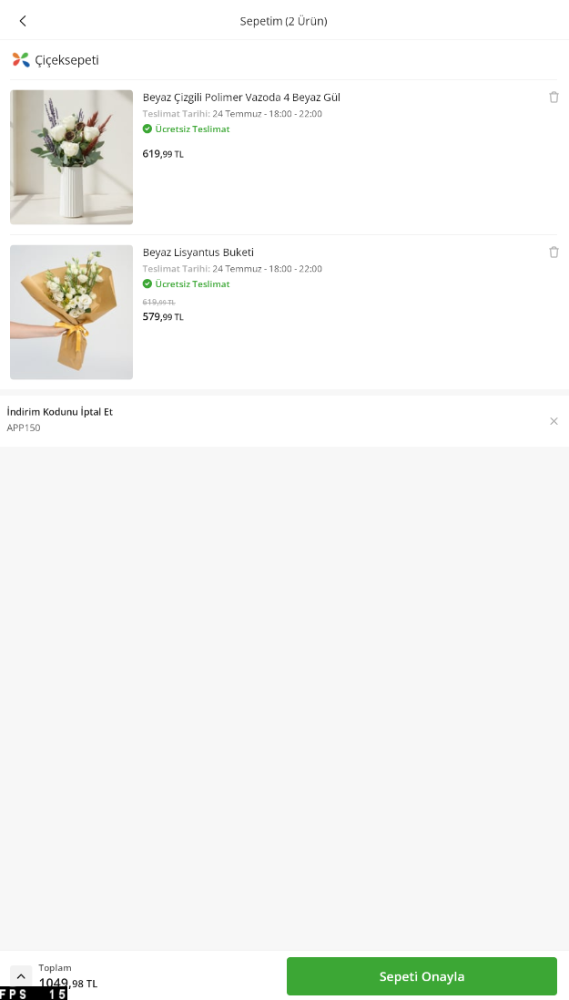 Sepetim (2 Ürün)
Çiçeksepeti
Beyaz Çizgili Polimer Vazoda 4 Beyaz Gül
Teslimat Tarihi: 24 Temmuz - 18:00 - 22:00
Ücretsiz Teslimat
619,99 TL
Beyaz Lisyantus Buketi
Teslimat Tarihi: 24 Temmuz - 18:00 - 22:00
Ücretsiz Teslimat
619,99 TL
579,99 TL
İndirim Kodunu İptal Et
APP150
Toplam
1049,98 TL
Sepeti Onayla
FPS 15